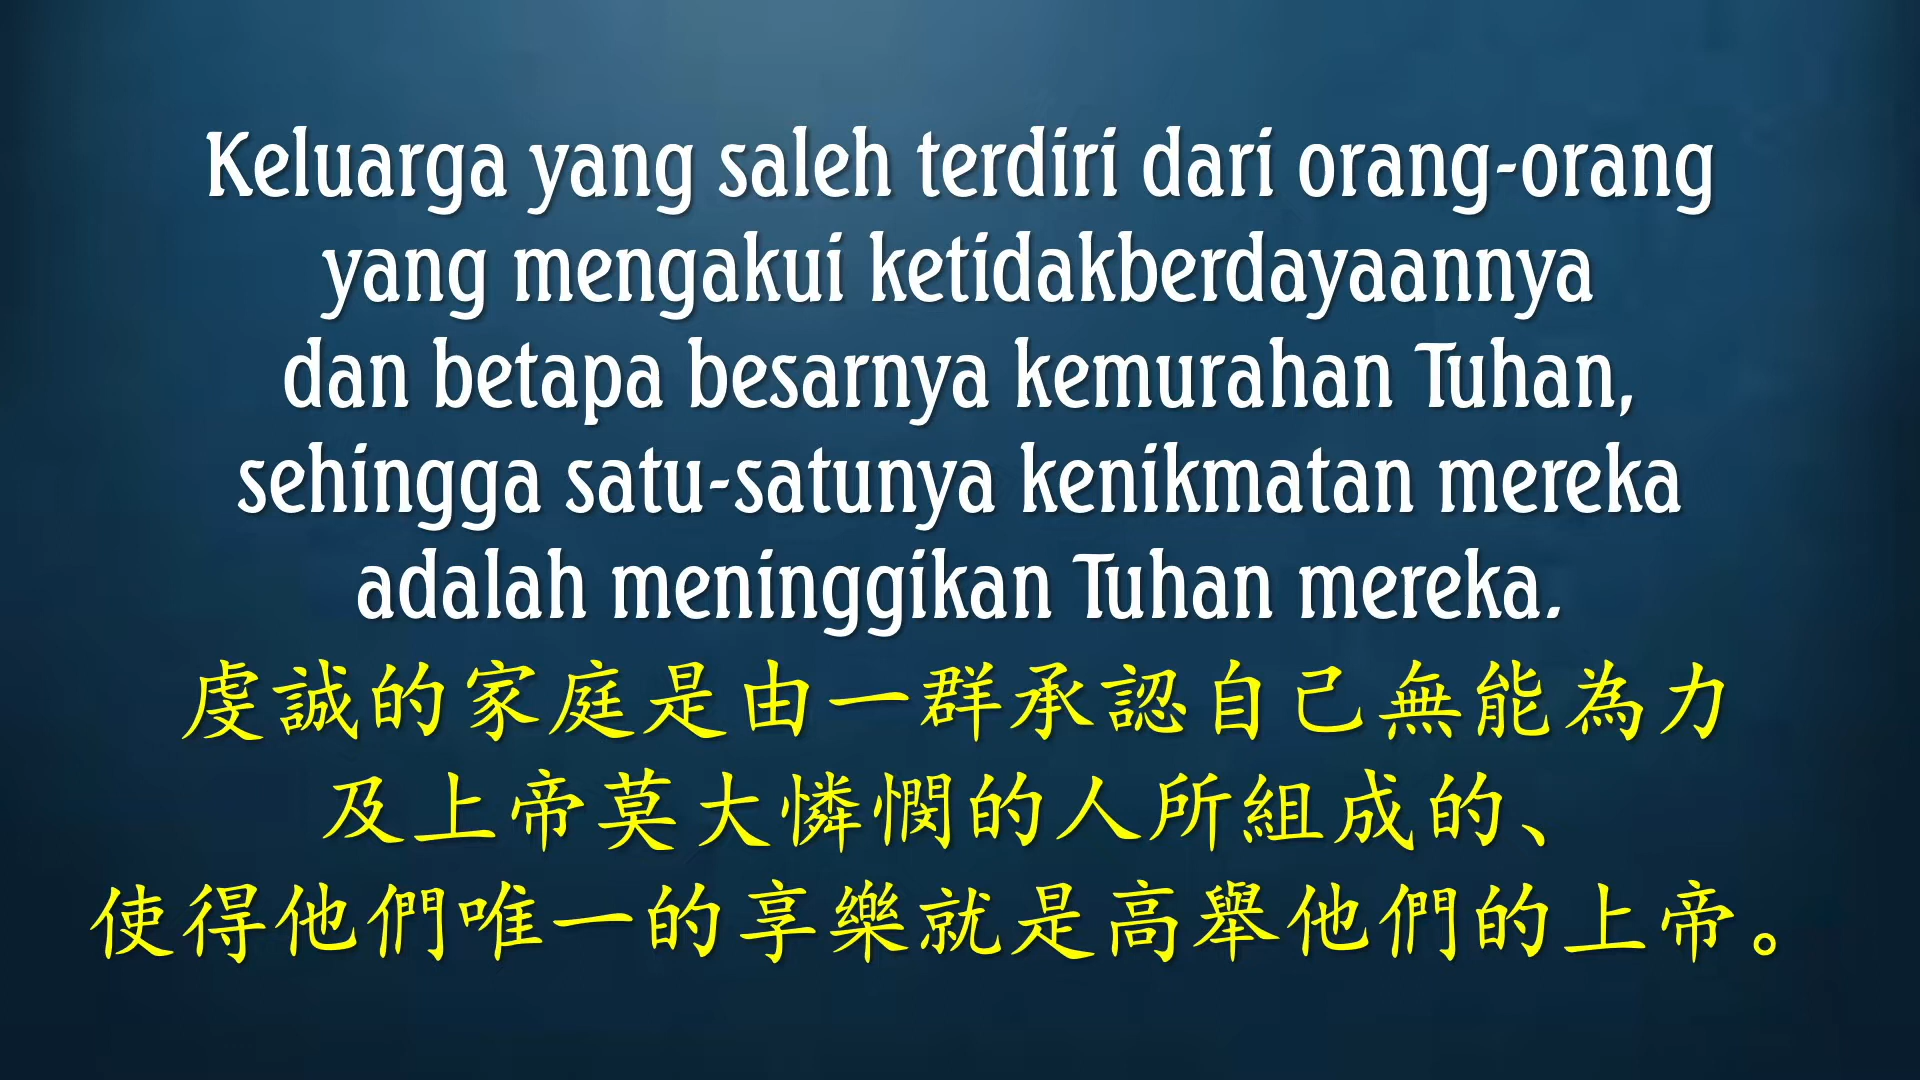 Keluarga yang saleh terdiri dari orang-orang
yang mengakui ketidakberdayaannya
dan betapa besarnya kemurahan Tuhan,
sehingga satu-satunya kenikmatan mereka
adalah meninggikan Tuhan mereka.
虔誠的家庭是由一群承認自己無能為力
及上帝莫大憐憫的人所組成的、
使得他們唯一的享樂就是高舉他們的上帝。